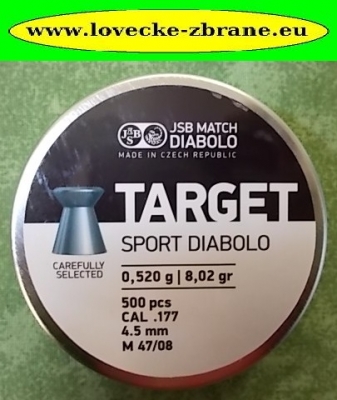 www.lovecke-zbrane.eu
JSB
JSB MATCH
DIABOLO
MADE IN CZECH REPUBLIC
TARGET
SPORT DIABOLO
CAREFULLY
SELECTED
0,520 g | 8,02 gr
500 pcs
CAL .177
4.5 mm
M 47/08